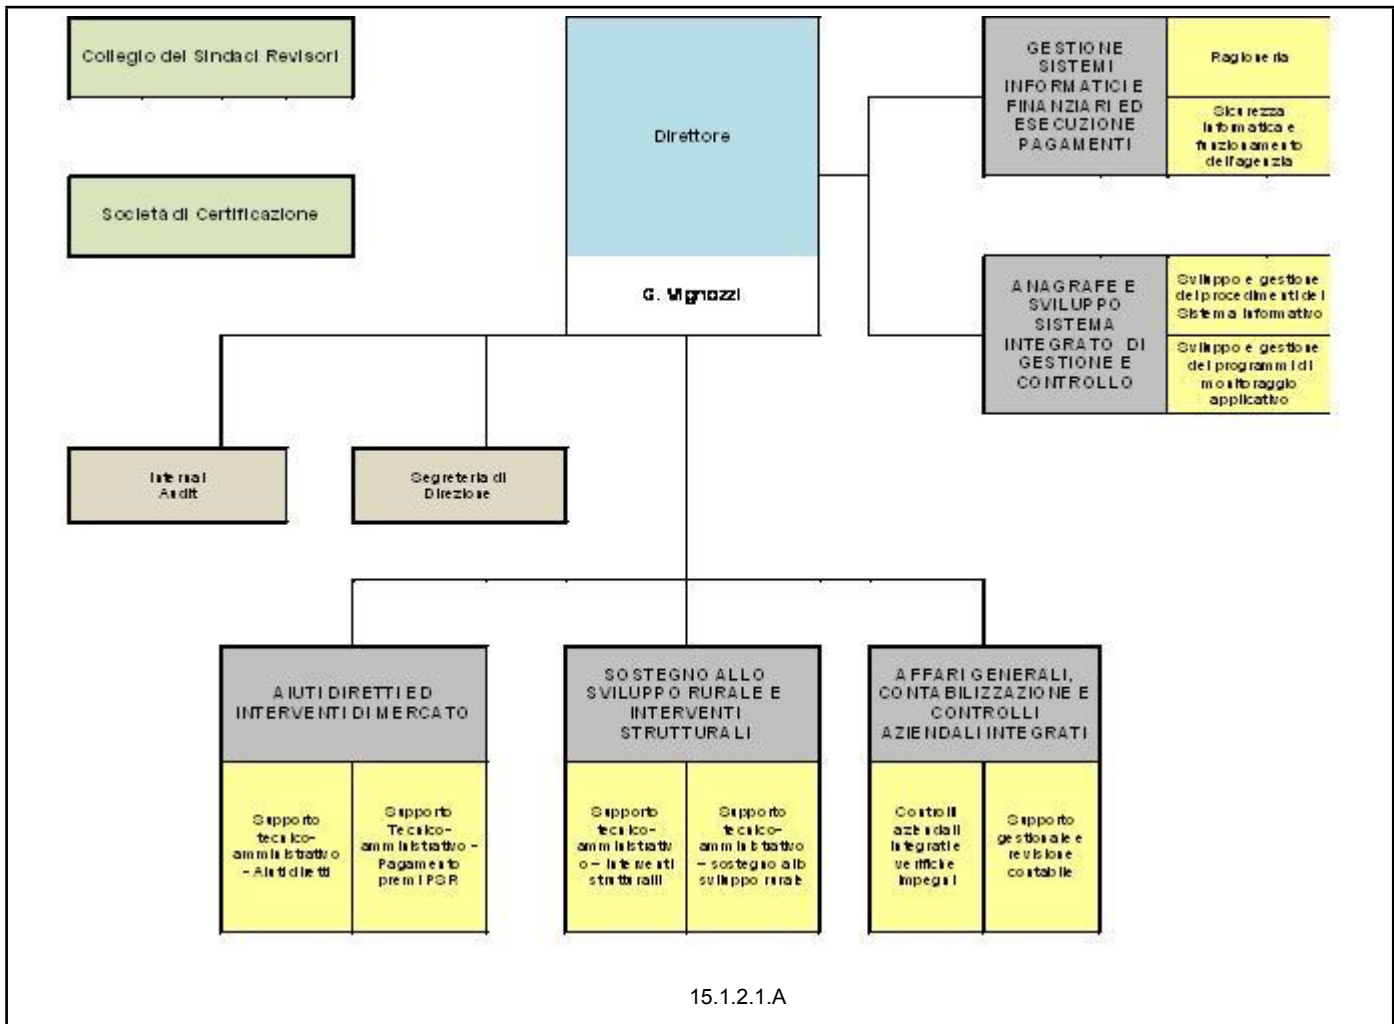 Collegio dei Sindaci Revisori
Società di Certificazione
Direttore
G. Vignozzi
GESTIONE
SISTEMI
INFORMATICI E
FINANZIARI ED
ESECUZIONE
PAGAMENTI
Ragioneria
Sicurezza
Informatica e
funzionamento
dell'agenzia
ANAGRAFE E
SVILUPPO
SISTEMA
INTEGRATO DI
GESTIONE E
CONTROLLO
Sviluppo e gestione
dei procedimenti del
Sistema Informativo
Sviluppo e gestione
dei programmi di
monitoraggio
applicativo
Internal
Audit
Segreteria di
Direzione
AIUTI DIRETTI ED
INTERVENTI DI MERCATO
Supporto
tecnico-
amministrativo
- Aiuti diretti
Supporto
Tecnico-
amministrativo –
Pagamento
premi PSR
SOSTEGNO ALLO
SVILUPPO RURALE E
INTERVENTI
STRUTTURALI
Supporto
tecnico-
amministrativ
o – interventi
strutturalli
Supporto
tecnico-
amministrativo
– sostegno allo
sviluppo rurale
AFFARI GENERALI,
CONTABILIZZAZIONE E
CONTROLLI
AZIENDALI INTEGRATI
Controlli
aziendali
integrati e
verifiche
impegni
Supporto
gestionale e
revisione
contabile
15.1.2.1.A